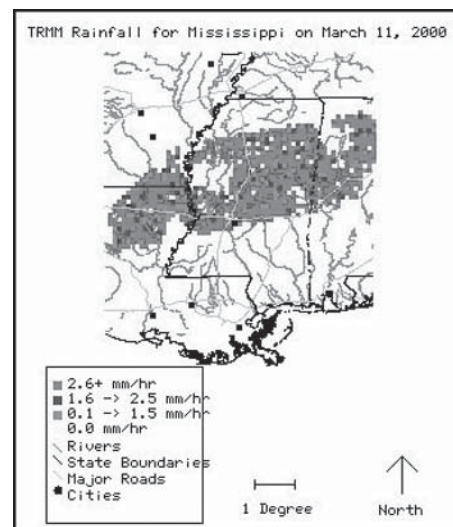 TRMM Rainfall for Mississippi on March 11, 2000
2.6+ mm/hr
1.6 -> 2.5 mm/hr
0.1 -> 1.5 mm/hr
0.0 mm/hr
Rivers
State Boundaries
Major Roads
Cities
1 Degree
North